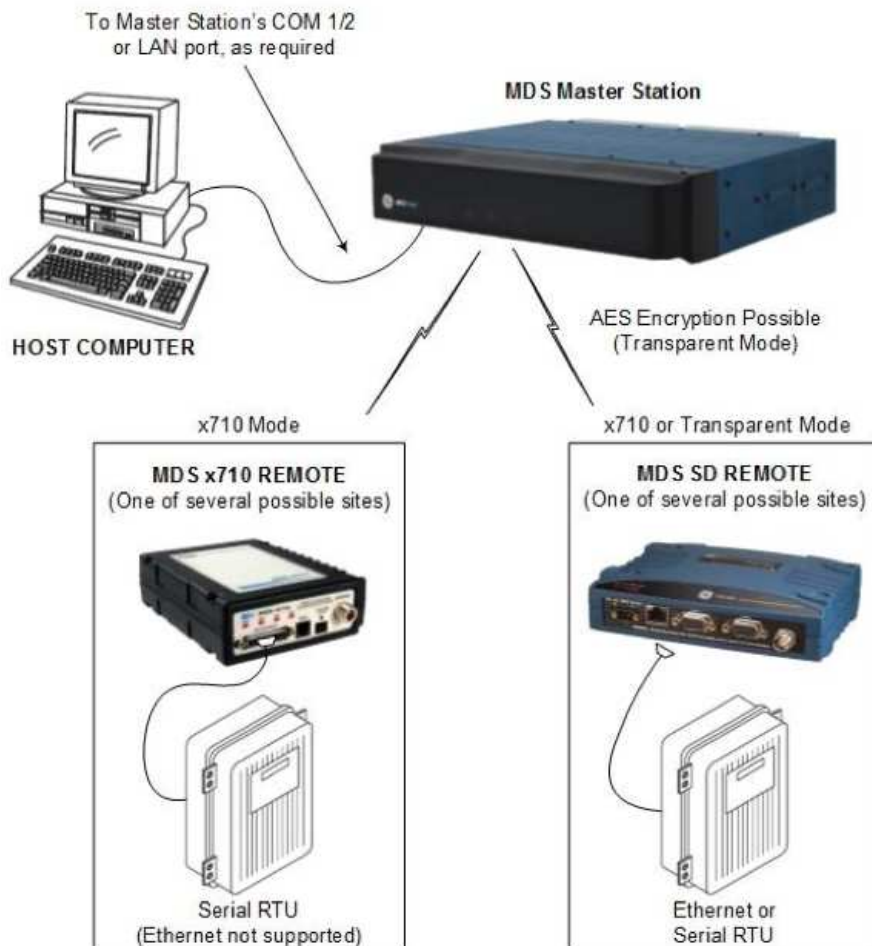 To Master Station's COM 1/2
or LAN port, as required
MDS Master Station
HOST COMPUTER
AES Encryption Possible
(Transparent Mode)
x710 Mode
x710 or Transparent Mode
MDS x710 REMOTE
(One of several possible sites)
MDS SD REMOTE
(One of several possible sites)
Serial RTU
(Ethernet not supported)
Ethernet or
Serial RTU